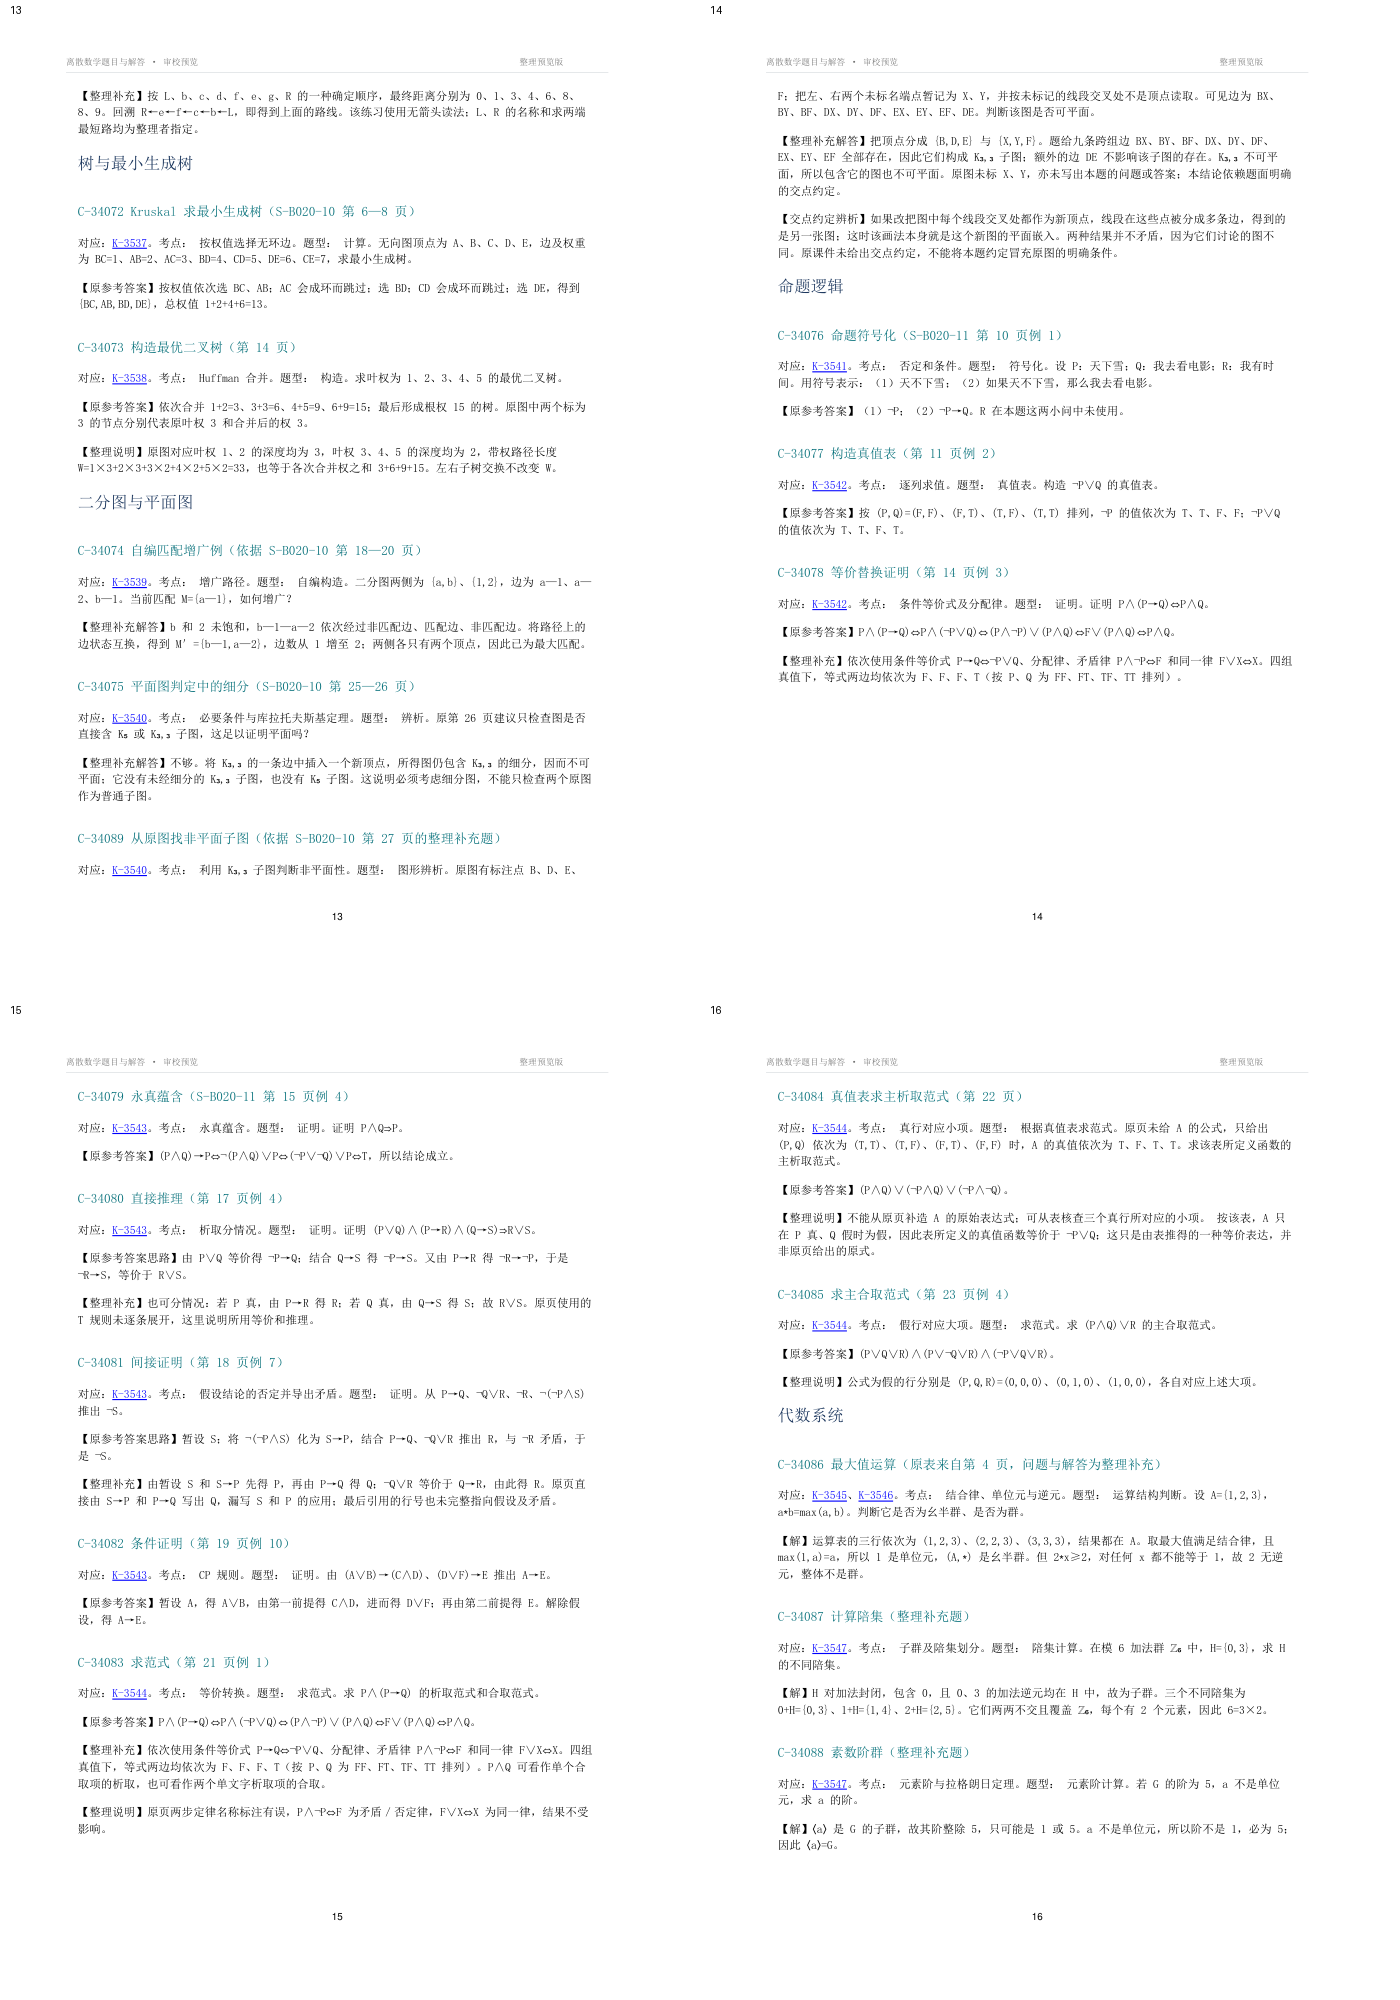 13
离散数学题目与解答 • 审校预览
整理预览版
【整理补充】按 L、b、c、d、f、e、g、R 的一种确定顺序，最终距离分别为 0、1、3、4、6、8、
8、9。回溯 R←e←f←c←b←L，即得到上面的路线。该练习使用无箭头读法；L、R 的名称和求两端
最短路均为整理者指定。
树与最小生成树
C-34072 Kruskal 求最小生成树（S-B020-10 第 6—8 页）
对应：K-3537。考点： 按权值选择无环边。题型： 计算。无向图顶点为 A、B、C、D、E，边及权重
为 BC=1、AB=2、AC=3、BD=4、CD=5、DE=6、CE=7，求最小生成树。
【原参考答案】按权值依次选 BC、AB；AC 会成环而跳过；选 BD；CD 会成环而跳过；选 DE，得到
{BC,AB,BD,DE}，总权值 1+2+4+6=13。
C-34073 构造最优二叉树（第 14 页）
对应：K-3538。考点： Huffman 合并。题型： 构造。求叶权为 1、2、3、4、5 的最优二叉树。
【原参考答案】依次合并 1+2=3、3+3=6、4+5=9、6+9=15；最后形成根权 15 的树。原图中两个标为
3 的节点分别代表原叶权 3 和合并后的权 3。
【整理说明】原图对应叶权 1、2 的深度均为 3，叶权 3、4、5 的深度均为 2，带权路径长度
W=1×3+2×3+3×2+4×2+5×2=33，也等于各次合并权之和 3+6+9+15。左右子树交换不改变 W。
二分图与平面图
C-34074 自编匹配增广例（依据 S-B020-10 第 18—20 页）
对应：K-3539。考点： 增广路径。题型： 自编构造。二分图两侧为 {a,b}、{1,2}，边为 a—1、a—
2、b—1。当前匹配 M={a—1}，如何增广？
【整理补充解答】b 和 2 未饱和，b—1—a—2 依次经过非匹配边、匹配边、非匹配边。将路径上的
边状态互换，得到 M′={b—1,a—2}，边数从 1 增至 2；两侧各只有两个顶点，因此已为最大匹配。
C-34075 平面图判定中的细分（S-B020-10 第 25—26 页）
对应：K-3540。考点： 必要条件与库拉托夫斯基定理。题型： 辨析。原第 26 页建议只检查图是否
直接含 K₅ 或 K₃,₃ 子图，这足以证明平面吗？
【整理补充解答】不够。将 K₃,₃ 的一条边中插入一个新顶点，所得图仍包含 K₃,₃ 的细分，因而不可
平面；它没有未经细分的 K₃,₃ 子图，也没有 K₅ 子图。这说明必须考虑细分图，不能只检查两个原图
作为普通子图。
C-34089 从原图找非平面子图（依据 S-B020-10 第 27 页的整理补充题）
对应：K-3540。考点： 利用 K₃,₃ 子图判断非平面性。题型： 图形辨析。原图有标注点 B、D、E、
13
14
离散数学题目与解答 • 审校预览
整理预览版
F；把左、右两个未标名端点暂记为 X、Y，并按未标记的线段交叉处不是顶点读取。可见边为 BX、
BY、BF、DX、DY、DF、EX、EY、EF、DE。判断该图是否可平面。
【整理补充解答】把顶点分成 {B,D,E} 与 {X,Y,F}。题给九条跨组边 BX、BY、BF、DX、DY、DF、
EX、EY、EF 全部存在，因此它们构成 K₃,₃ 子图；额外的边 DE 不影响该子图的存在。K₃,₃ 不可平
面，所以包含它的图也不可平面。原图未标 X、Y，亦未写出本题的问题或答案；本结论依赖题面明确
的交点约定。
【交点约定辨析】如果改把图中每个线段交叉处都作为新顶点，线段在这些点被分成多条边，得到的
是另一张图；这时该画法本身就是这个新图的平面嵌入。两种结果并不矛盾，因为它们讨论的图不
同。原课件未给出交点约定，不能将本题约定冒充原图的明确条件。
命题逻辑
C-34076 命题符号化（S-B020-11 第 10 页例 1）
对应：K-3541。考点： 否定和条件。题型： 符号化。设 P：天下雪；Q：我去看电影；R：我有时
间。用符号表示：（1）天不下雪；（2）如果天不下雪，那么我去看电影。
【原参考答案】（1）¬P；（2）¬P→Q。R 在本题这两小问中未使用。
C-34077 构造真值表（第 11 页例 2）
对应：K-3542。考点： 逐列求值。题型： 真值表。构造 ¬P∨Q 的真值表。
【原参考答案】按 (P,Q)=(F,F)、(F,T)、(T,F)、(T,T) 排列，¬P 的值依次为 T、T、F、F；¬P∨Q
的值依次为 T、T、F、T。
C-34078 等价替换证明（第 14 页例 3）
对应：K-3542。考点： 条件等价式及分配律。题型： 证明。证明 P∧(P→Q)⇔P∧Q。
【原参考答案】P∧(P→Q)⇔P∧(¬P∨Q)⇔(P∧¬P)∨(P∧Q)⇔F∨(P∧Q)⇔P∧Q。
【整理补充】依次使用条件等价式 P→Q⇔¬P∨Q、分配律、矛盾律 P∧¬P⇔F 和同一律 F∨X⇔X。四组
真值下，等式两边均依次为 F、F、F、T（按 P、Q 为 FF、FT、TF、TT 排列）。
14
15
离散数学题目与解答 • 审校预览
整理预览版
C-34079 永真蕴含（S-B020-11 第 15 页例 4）
对应：K-3543。考点： 永真蕴含。题型： 证明。证明 P∧Q⇒P。
【原参考答案】(P∧Q)→P⇔¬(P∧Q)∨P⇔(¬P∨¬Q)∨P⇔T，所以结论成立。
C-34080 直接推理（第 17 页例 4）
对应：K-3543。考点： 析取分情况。题型： 证明。证明 (P∨Q)∧(P→R)∧(Q→S)⇒R∨S。
【原参考答案思路】由 P∨Q 等价得 ¬P→Q；结合 Q→S 得 ¬P→S。又由 P→R 得 ¬R→¬P，于是
¬R→S，等价于 R∨S。
【整理补充】也可分情况：若 P 真，由 P→R 得 R；若 Q 真，由 Q→S 得 S；故 R∨S。原页使用的
T 规则未逐条展开，这里说明所用等价和推理。
C-34081 间接证明（第 18 页例 7）
对应：K-3543。考点： 假设结论的否定并导出矛盾。题型： 证明。从 P→Q、¬Q∨R、¬R、¬(¬P∧S)
推出 ¬S。
【原参考答案思路】暂设 S；将 ¬(¬P∧S) 化为 S→P，结合 P→Q、¬Q∨R 推出 R，与 ¬R 矛盾，于
是 ¬S。
【整理补充】由暂设 S 和 S→P 先得 P，再由 P→Q 得 Q；¬Q∨R 等价于 Q→R，由此得 R。原页直
接由 S→P 和 P→Q 写出 Q，漏写 S 和 P 的应用；最后引用的行号也未完整指向假设及矛盾。
C-34082 条件证明（第 19 页例 10）
对应：K-3543。考点： CP 规则。题型： 证明。由 (A∨B)→(C∧D)、(D∨F)→E 推出 A→E。
【原参考答案】暂设 A，得 A∨B，由第一前提得 C∧D，进而得 D∨F；再由第二前提得 E。解除假
设，得 A→E。
C-34083 求范式（第 21 页例 1）
对应：K-3544。考点： 等价转换。题型： 求范式。求 P∧(P→Q) 的析取范式和合取范式。
【原参考答案】P∧(P→Q)⇔P∧(¬P∨Q)⇔(P∧¬P)∨(P∧Q)⇔F∨(P∧Q)⇔P∧Q。
【整理补充】依次使用条件等价式 P→Q⇔¬P∨Q、分配律、矛盾律 P∧¬P⇔F 和同一律 F∨X⇔X。四组
真值下，等式两边均依次为 F、F、F、T（按 P、Q 为 FF、FT、TF、TT 排列）。P∧Q 可看作单个合
取项的析取，也可看作两个单文字析取项的合取。
【整理说明】原页两步定律名称标注有误，P∧¬P⇔F 为矛盾／否定律，F∨X⇔X 为同一律，结果不受
影响。
15
16
离散数学题目与解答 • 审校预览
整理预览版
C-34084 真值表求主析取范式（第 22 页）
对应：K-3544。考点： 真行对应小项。题型： 根据真值表求范式。原页未给 A 的公式，只给出
(P,Q) 依次为 (T,T)、(T,F)、(F,T)、(F,F) 时，A 的真值依次为 T、F、T、T。求该表所定义函数的
主析取范式。
【原参考答案】(P∧Q)∨(¬P∧Q)∨(¬P∧¬Q)。
【整理说明】不能从原页补造 A 的原始表达式；可从表核查三个真行所对应的小项。 按该表，A 只
在 P 真、Q 假时为假，因此表所定义的真值函数等价于 ¬P∨Q；这只是由表推得的一种等价表达，并
非原页给出的原式。
C-34085 求主合取范式（第 23 页例 4）
对应：K-3544。考点： 假行对应大项。题型： 求范式。求 (P∧Q)∨R 的主合取范式。
【原参考答案】(P∨Q∨R)∧(P∨¬Q∨R)∧(¬P∨Q∨R)。
【整理说明】公式为假的行分别是 (P,Q,R)=(0,0,0)、(0,1,0)、(1,0,0)，各自对应上述大项。
代数系统
C-34086 最大值运算（原表来自第 4 页，问题与解答为整理补充）
对应：K-3545、K-3546。考点： 结合律、单位元与逆元。题型： 运算结构判断。设 A={1,2,3}，
a⋆b=max(a,b)。判断它是否为幺半群、是否为群。
【解】运算表的三行依次为 (1,2,3)、(2,2,3)、(3,3,3)，结果都在 A。取最大值满足结合律，且
max(1,a)=a，所以 1 是单位元，(A,⋆) 是幺半群。但 2⋆x≥2，对任何 x 都不能等于 1，故 2 无逆
元，整体不是群。
C-34087 计算陪集（整理补充题）
对应：K-3547。考点： 子群及陪集划分。题型： 陪集计算。在模 6 加法群 ℤ₆ 中，H={0,3}，求 H
的不同陪集。
【解】H 对加法封闭，包含 0，且 0、3 的加法逆元均在 H 中，故为子群。三个不同陪集为
0+H={0,3}、1+H={1,4}、2+H={2,5}。它们两两不交且覆盖 ℤ₆，每个有 2 个元素，因此 6=3×2。
C-34088 素数阶群（整理补充题）
对应：K-3547。考点： 元素阶与拉格朗日定理。题型： 元素阶计算。若 G 的阶为 5，a 不是单位
元，求 a 的阶。
【解】⟨a⟩ 是 G 的子群，故其阶整除 5，只可能是 1 或 5。a 不是单位元，所以阶不是 1，必为 5；
因此 ⟨a⟩=G。
16